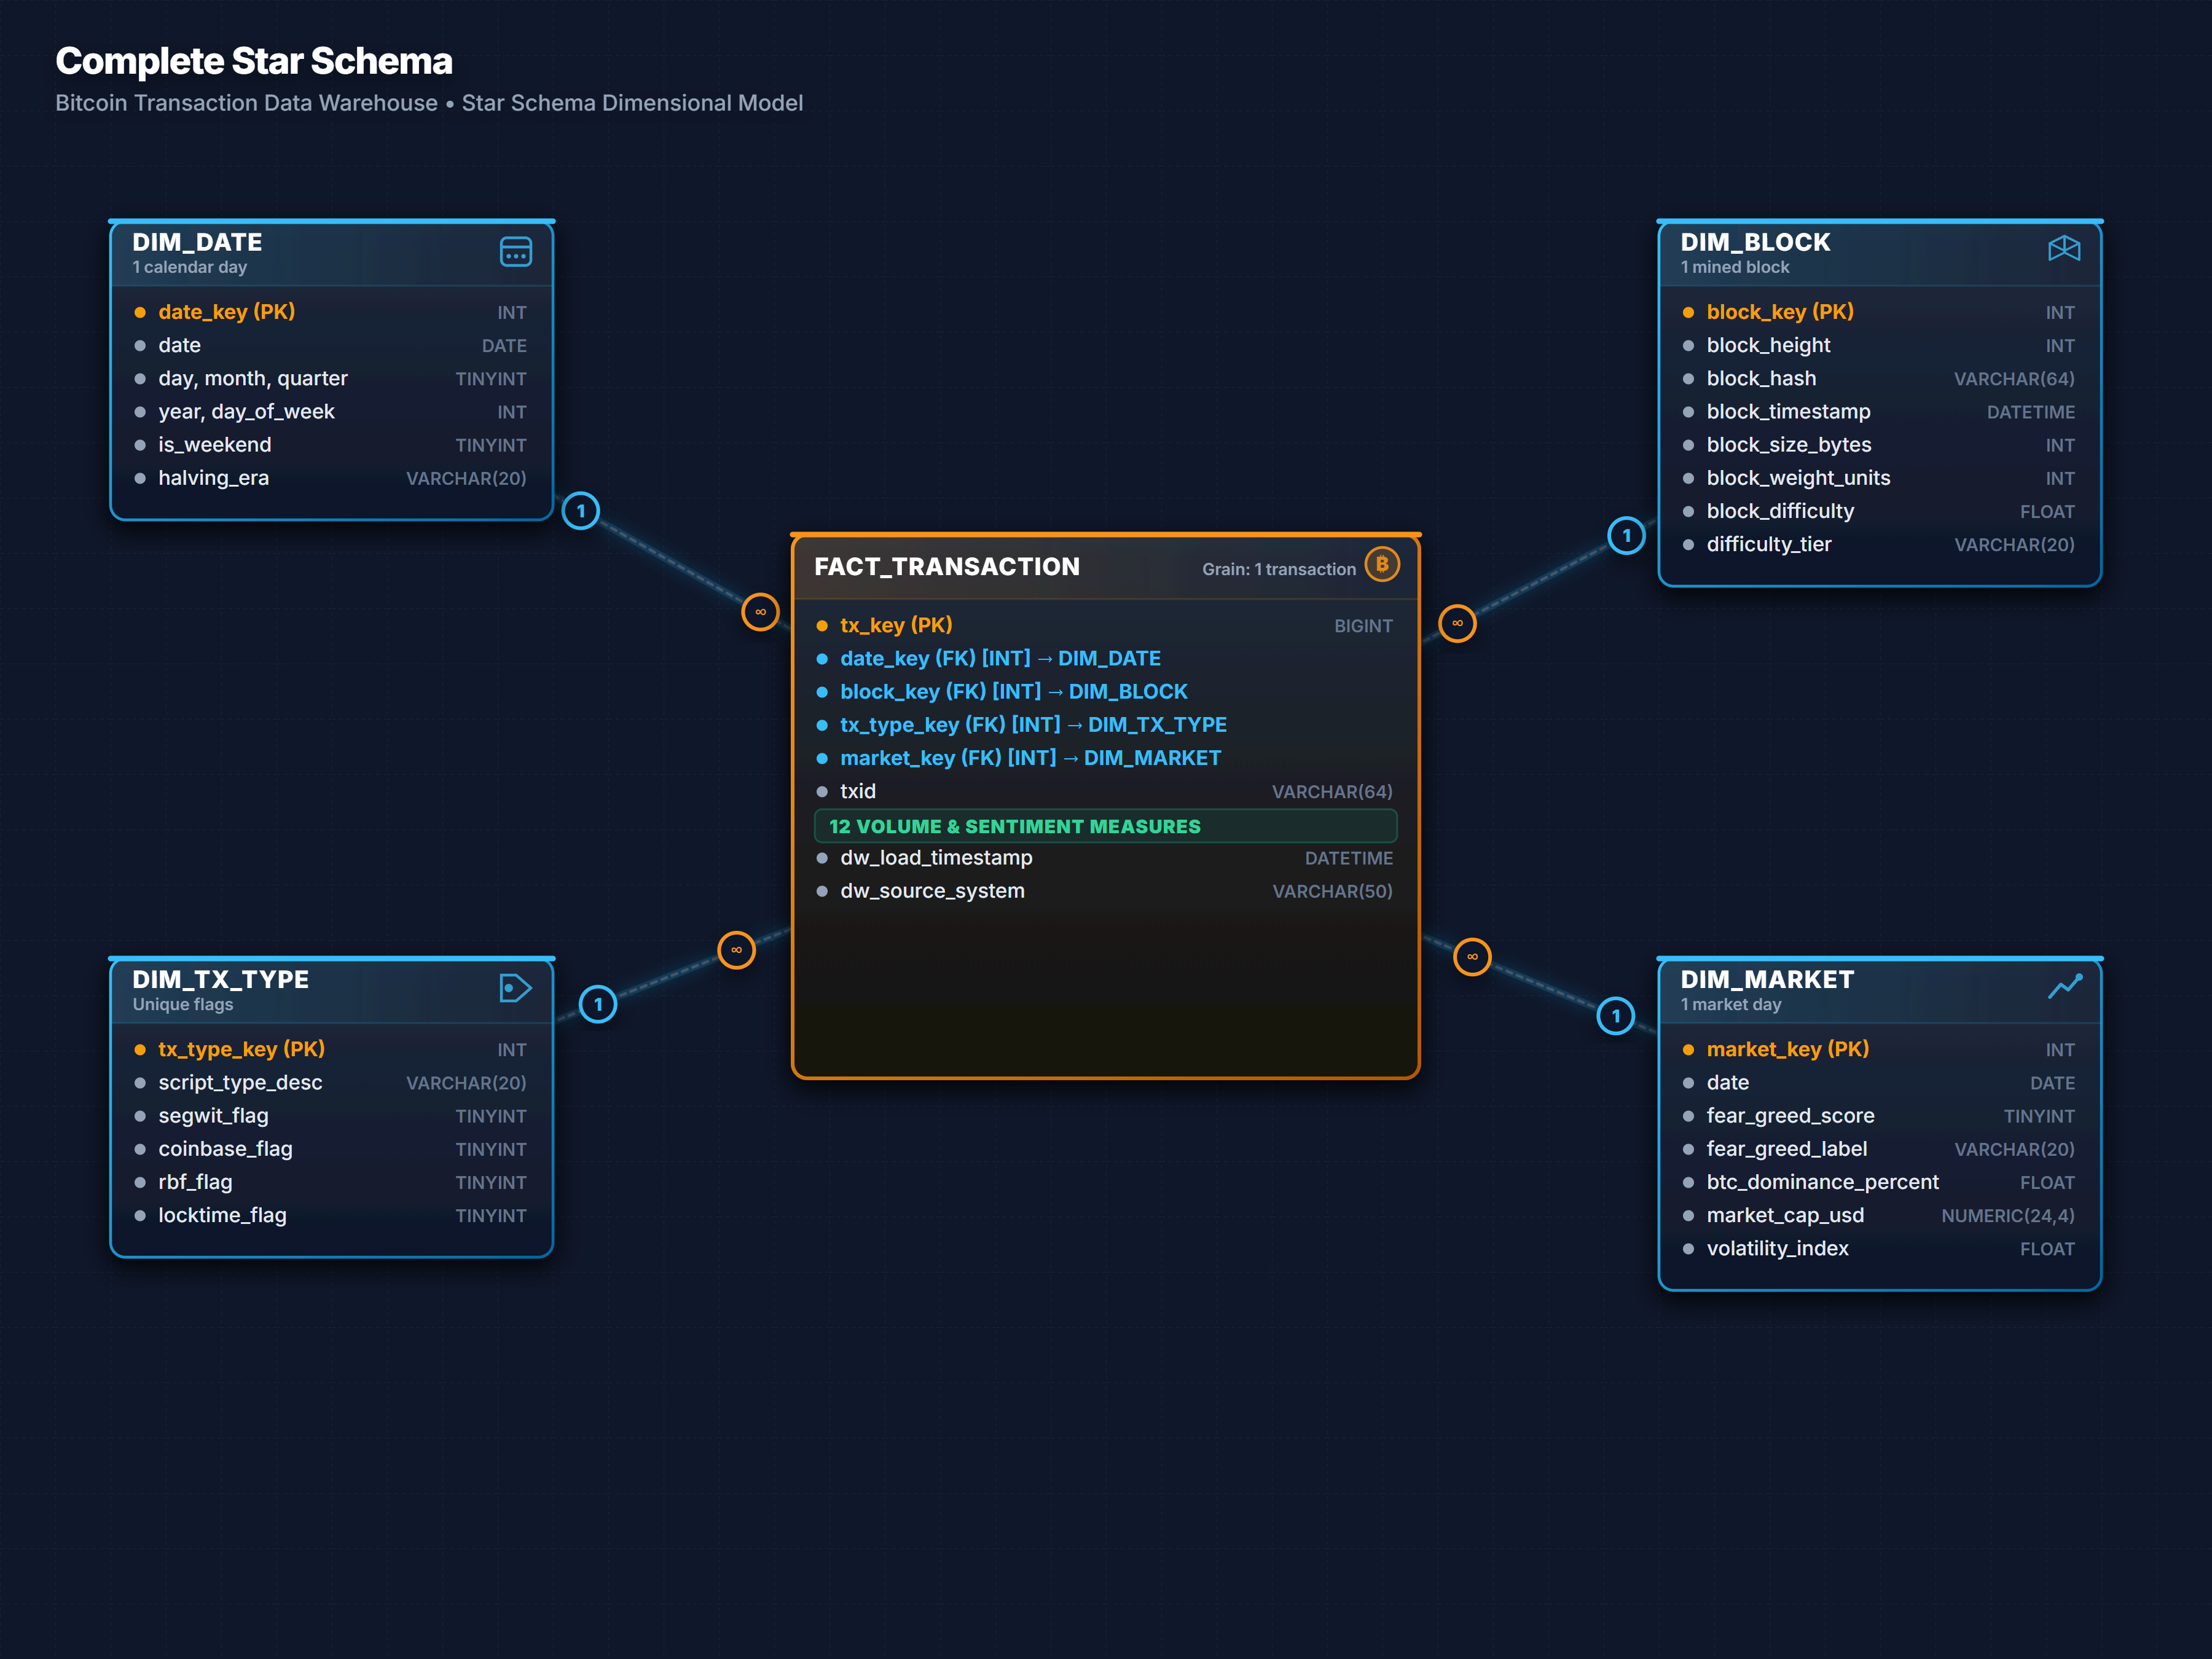 Complete Star Schema
Bitcoin Transaction Data Warehouse • Star Schema Dimensional Model
DIM_DATE
1 calendar day
date_key (PK) INT
date DATE
day, month, quarter TINYINT
year, day_of_week INT
is_weekend TINYINT
halving_era VARCHAR(20)
1
∞
DIM_BLOCK
1 mined block
block_key (PK) INT
block_height INT
block_hash VARCHAR(64)
block_timestamp DATETIME
block_size_bytes INT
block_weight_units INT
block_difficulty FLOAT
difficulty_tier VARCHAR(20)
1
∞
FACT_TRANSACTION Grain: 1 transaction ₿
tx_key (PK) BIGINT
date_key (FK) [INT] → DIM_DATE
block_key (FK) [INT] → DIM_BLOCK
tx_type_key (FK) [INT] → DIM_TX_TYPE
market_key (FK) [INT] → DIM_MARKET
txid VARCHAR(64)
12 VOLUME & SENTIMENT MEASURES
dw_load_timestamp DATETIME
dw_source_system VARCHAR(50)
∞
1
DIM_TX_TYPE
Unique flags
tx_type_key (PK) INT
script_type_desc VARCHAR(20)
segwit_flag TINYINT
coinbase_flag TINYINT
rbf_flag TINYINT
locktime_flag TINYINT
∞
1
DIM_MARKET
1 market day
market_key (PK) INT
date DATE
fear_greed_score TINYINT
fear_greed_label VARCHAR(20)
btc_dominance_percent FLOAT
market_cap_usd NUMERIC(24,4)
volatility_index FLOAT